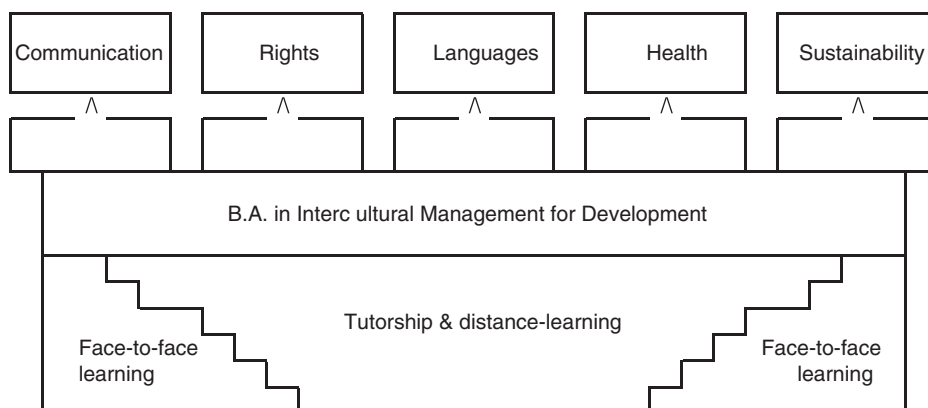 Communication
Rights
Languages
Health
Sustainability
B.A. in Interc ultural Management for Development
Tutorship & distance-learning
Face-to-face
learning
Face-to-face
learning